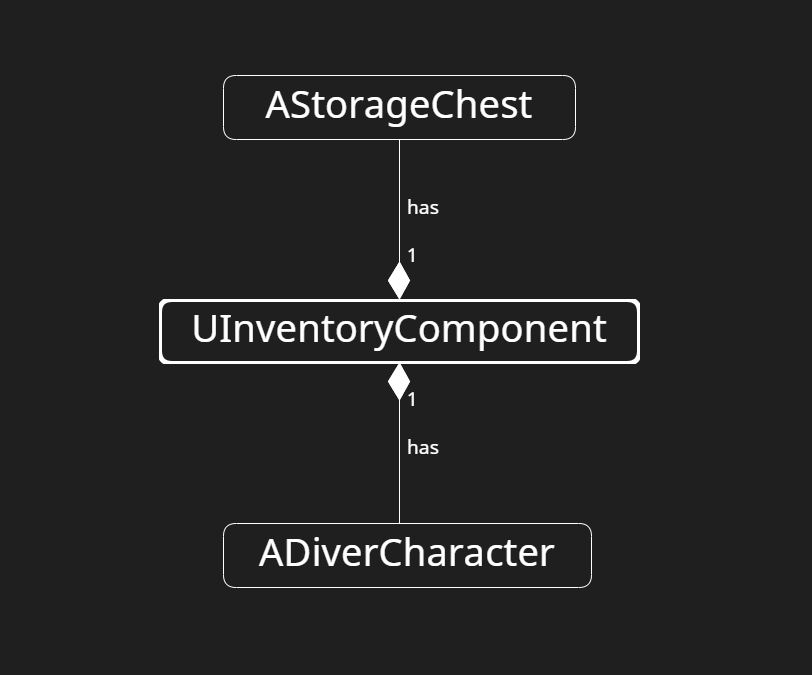 AStorageChest
has
1
UInventoryComponent
1
has
ADiverCharacter